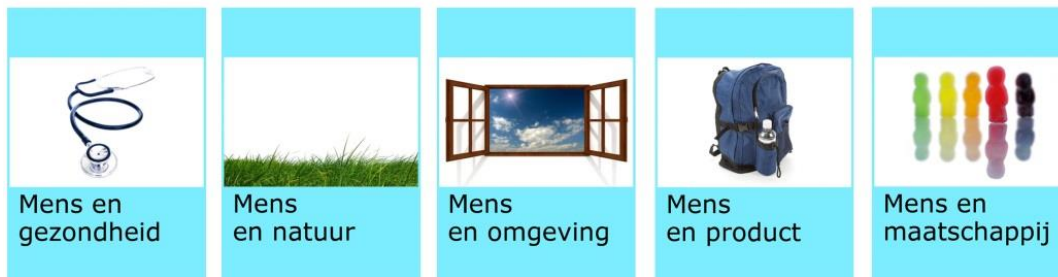 Mens en
gezondheid
Mens
en natuur
Mens
en omgeving
Mens
en product
Mens en
maatschappij